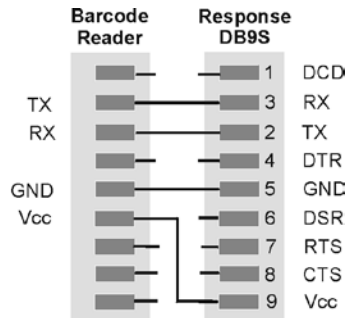 Barcode Reader Response DB9S
1 DCD
TX 3 RX
RX 2 TX
4 DTR
GND 5 GND
Vcc 6 DSR
7 RTS
8 CTS
9 Vcc